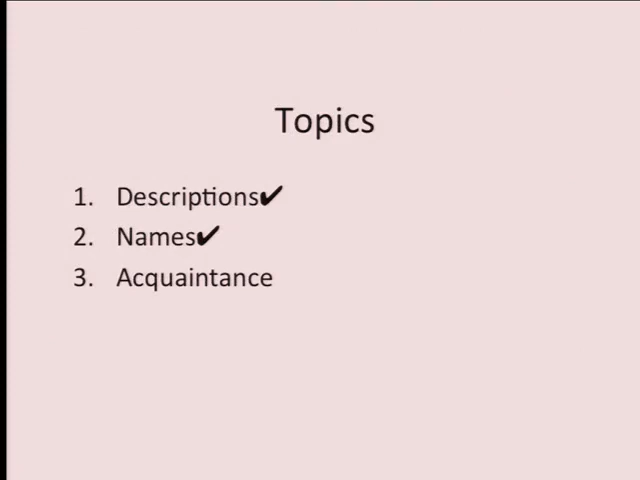 Topics
1. Descriptions✔
2. Names✔
3. Acquaintance